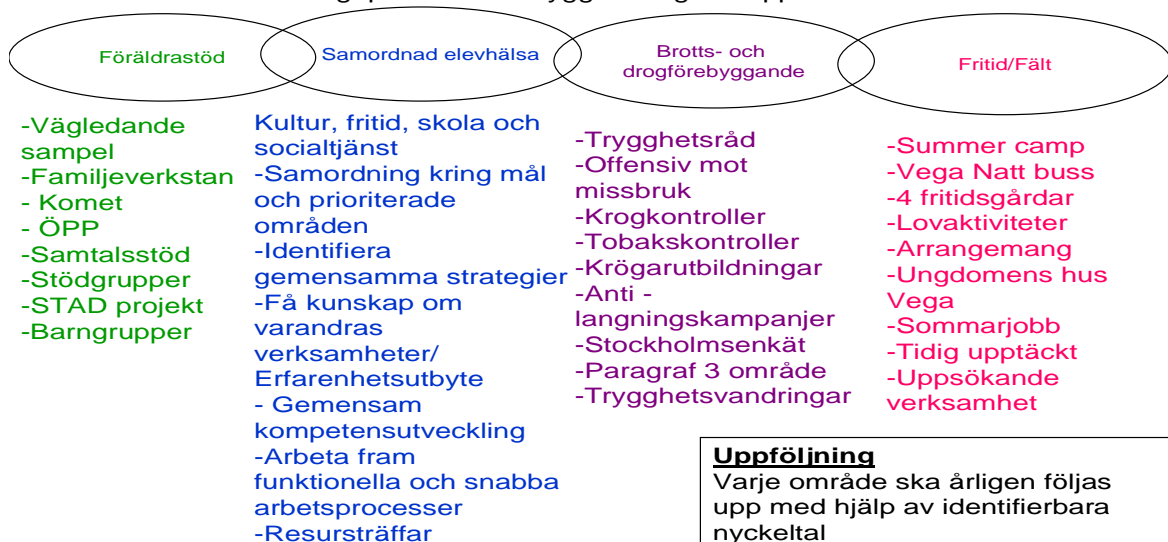 Föräldrastöd
Samordnad elevhälsa
Brotts- och
drogförebyggande
Fritid/Fält
-Vägledande
sampel
-Familjeverkstan
- Komet
- ÖPP
-Samtalsstöd
-Stödgrupper
-STAD projekt
-Barngrupper
Kultur, fritid, skola och
socialtjänst
-Samordning kring mål
och prioriterade
områden
-Identifiera
gemensamma strategier
-Få kunskap om
varandras
verksamheter/
Erfarenhetsutbyte
- Gemensam
kompetensutveckling
-Arbeta fram
funktionella och snabba
arbetsprocesser
-Resursträffar
-Trygghetsråd
-Offensiv mot
missbruk
-Krogkontroller
-Tobakskontroller
-Krögarutbildningar
-Anti -
langningskampanjer
-Stockholmsenkät
-Paragraf 3 område
-Trygghetsvandringar
-Summer camp
-Vega Natt buss
-4 fritidsgårdar
-Lovaktiviteter
-Arrangemang
-Ungdomens hus
Vega
-Sommarjobb
-Tidig upptäckt
-Uppsökande
verksamhet
Uppföljning
Varje område ska årligen följas
upp med hjälp av identifierbara
nyckeltal